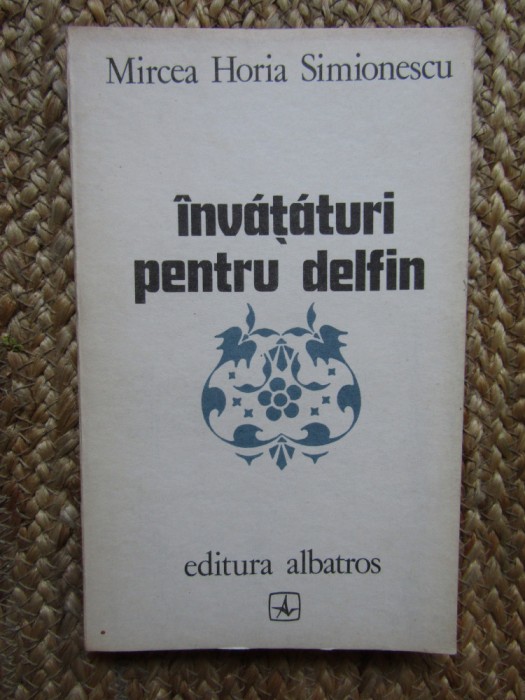 Mircea Horia Simionescu
învățături
pentru delfin
editura albatros